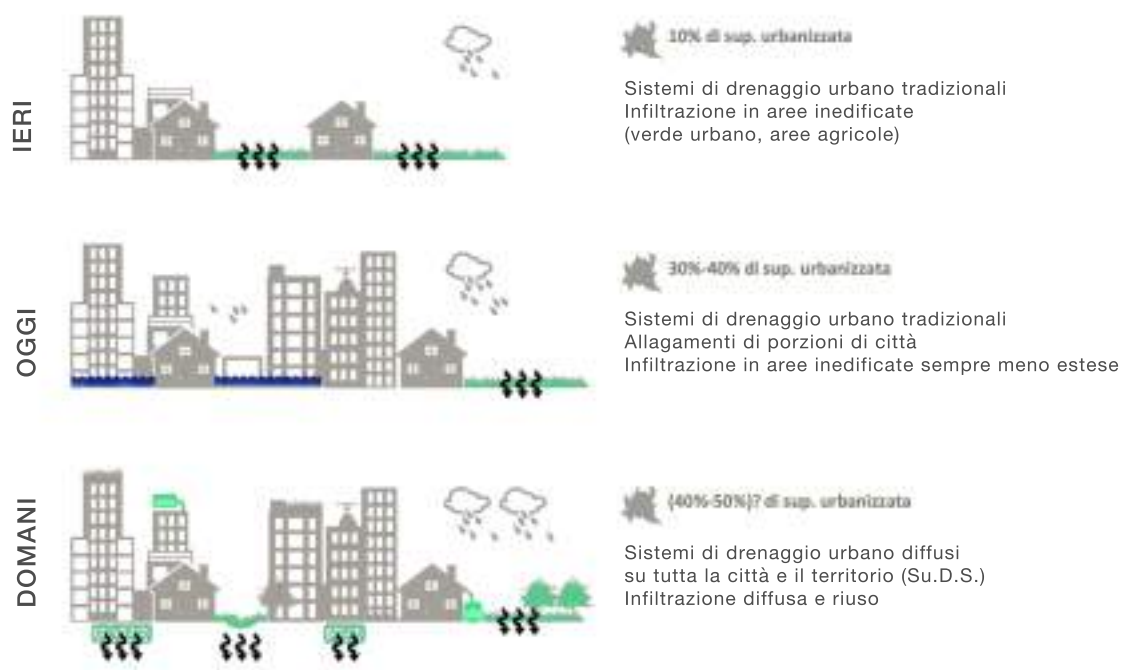 IERI
10% di sup. urbanizzata
Sistemi di drenaggio urbano tradizionali
Infiltrazione in aree inedificate
(verde urbano, aree agricole)
OGGI
30%-40% di sup. urbanizzata
Sistemi di drenaggio urbano tradizionali
Allagamenti di porzioni di città
Infiltrazione in aree inedificate sempre meno estese
DOMANI
(40%-50%)? di sup. urbanizzata
Sistemi di drenaggio urbano diffusi
su tutta la città e il territorio (Su.D.S.)
Infiltrazione diffusa e riuso